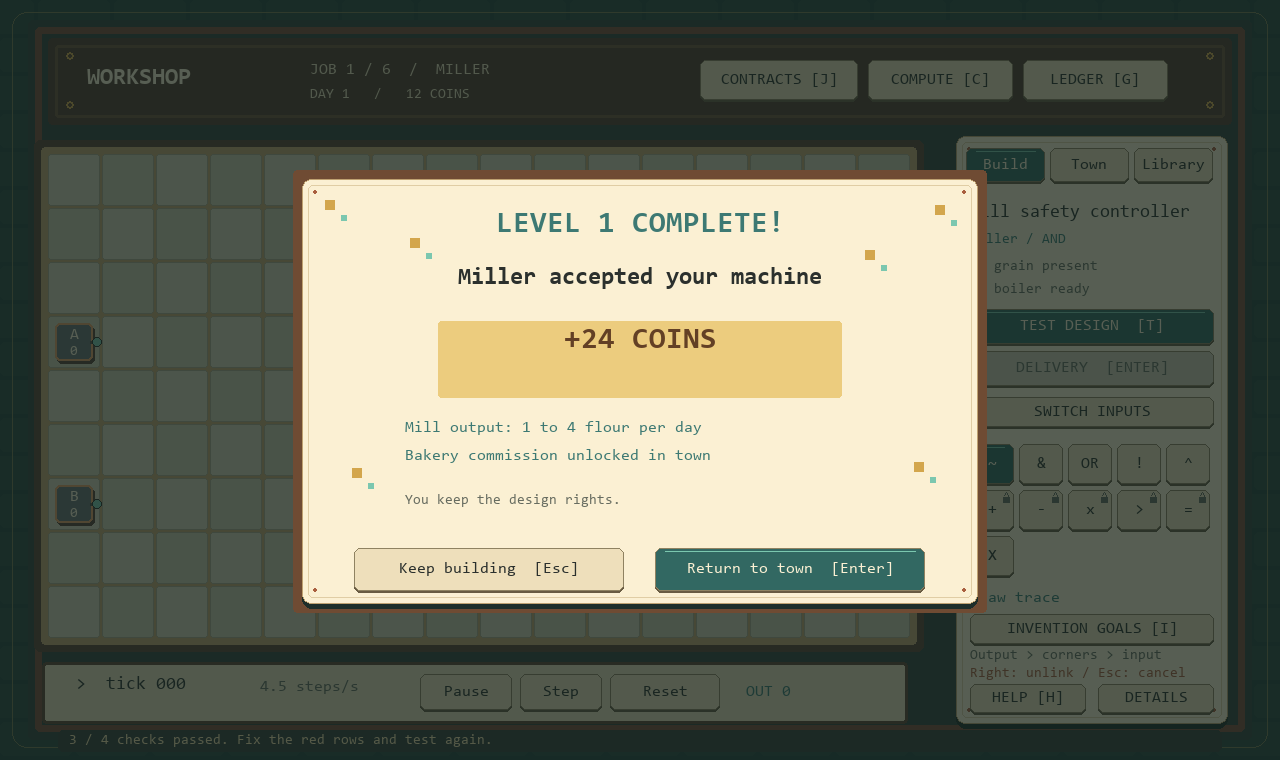 WORKSHOP
JOB 1 / 6 / MILLER
DAY 1 / 12 COINS
CONTRACTS [J]
COMPUTE [C]
LEDGER [G]
Build
Town
Library
ll safety controller
ller / AND
grain present
boiler ready
TEST DESIGN [T]
DELIVERY [ENTER]
SWITCH INPUTS
~
&
OR
!
^
+
-
x
>
=
X
aw trace
INVENTION GOALS [I]
Output > corners > input
Right: unlink / Esc: cancel
HELP [H]
DETAILS
A
0
B
0
LEVEL 1 COMPLETE!
Miller accepted your machine
+24 COINS
Mill output: 1 to 4 flour per day
Bakery commission unlocked in town
You keep the design rights.
Keep building [Esc]
Return to town [Enter]
> tick 000
4.5 steps/s
Pause
Step
Reset
OUT 0
3 / 4 checks passed. Fix the red rows and test again.